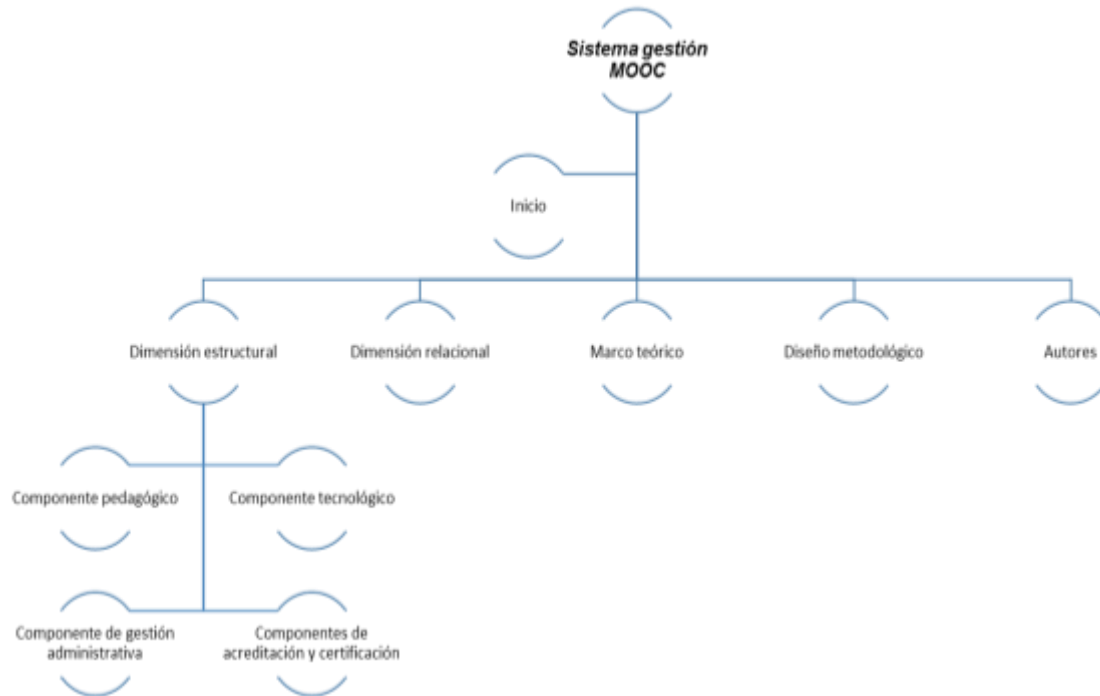 Sistema gestión
MOOC
Inicio
Dimensión estructural
Dimensión relacional
Marco teórico
Diseño metodológico
Autores
Componente pedagógico
Componente tecnológico
Componente de gestión
administrativa
Componentes de
acreditación y certificación